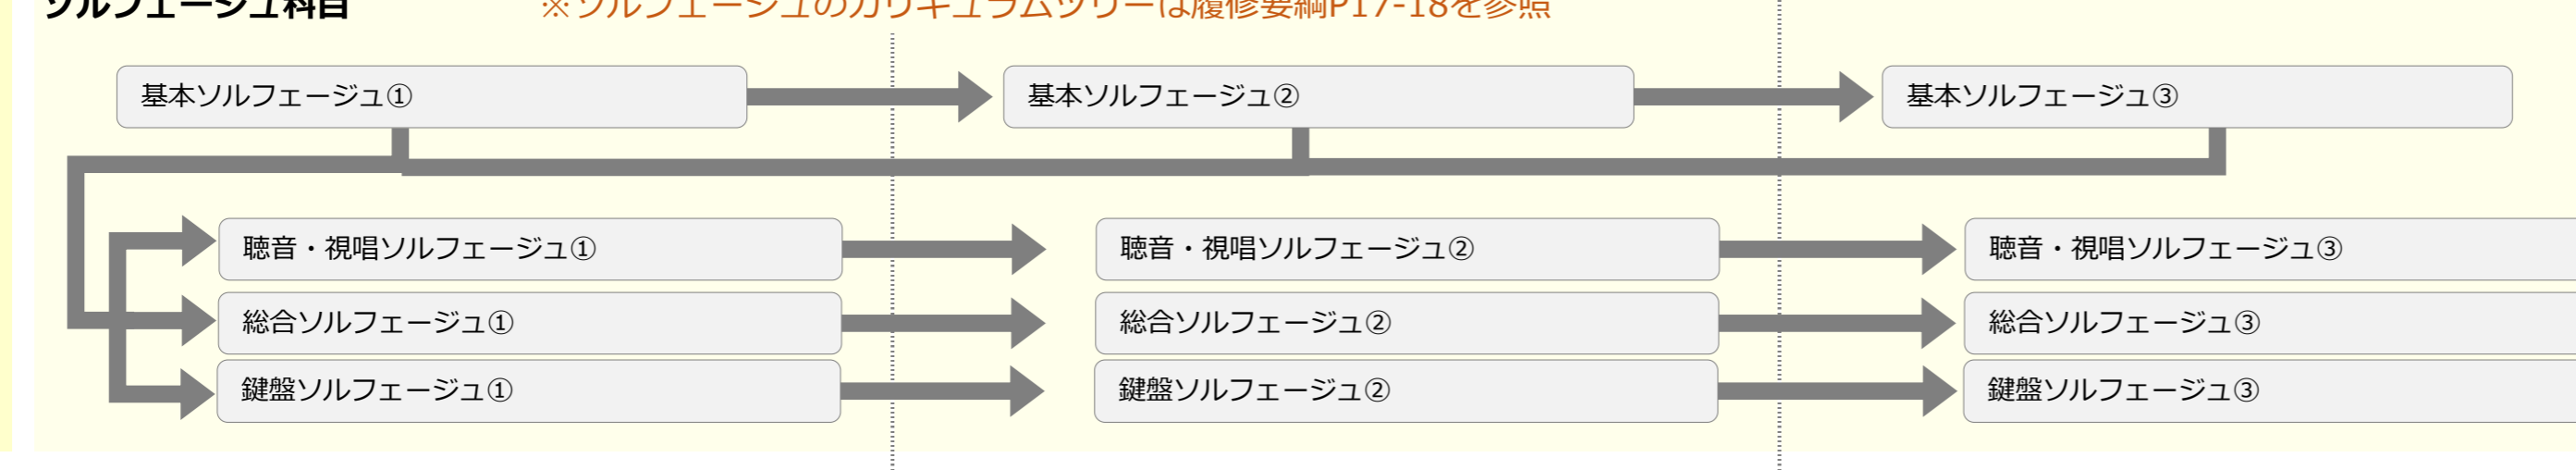 ソルフェージュ科目
※ソルフェージュのカリキュラムツリーは履修要綱P17-18を参照
基本ソルフェージュ①
基本ソルフェージュ②
基本ソルフェージュ③
聴音・視唱ソルフェージュ①
聴音・視唱ソルフェージュ②
聴音・視唱ソルフェージュ③
総合ソルフェージュ①
総合ソルフェージュ②
総合ソルフェージュ③
鍵盤ソルフェージュ①
鍵盤ソルフェージュ②
鍵盤ソルフェージュ③